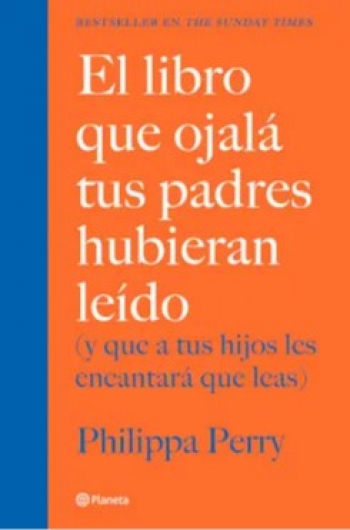 BESTSELLER EN THE SUNDAY TIMES
El libro
que ojalá
tus padres
hubieran
leído
(y que a tus hijos les
encantará que leas)
Philippa Perry
Planeta